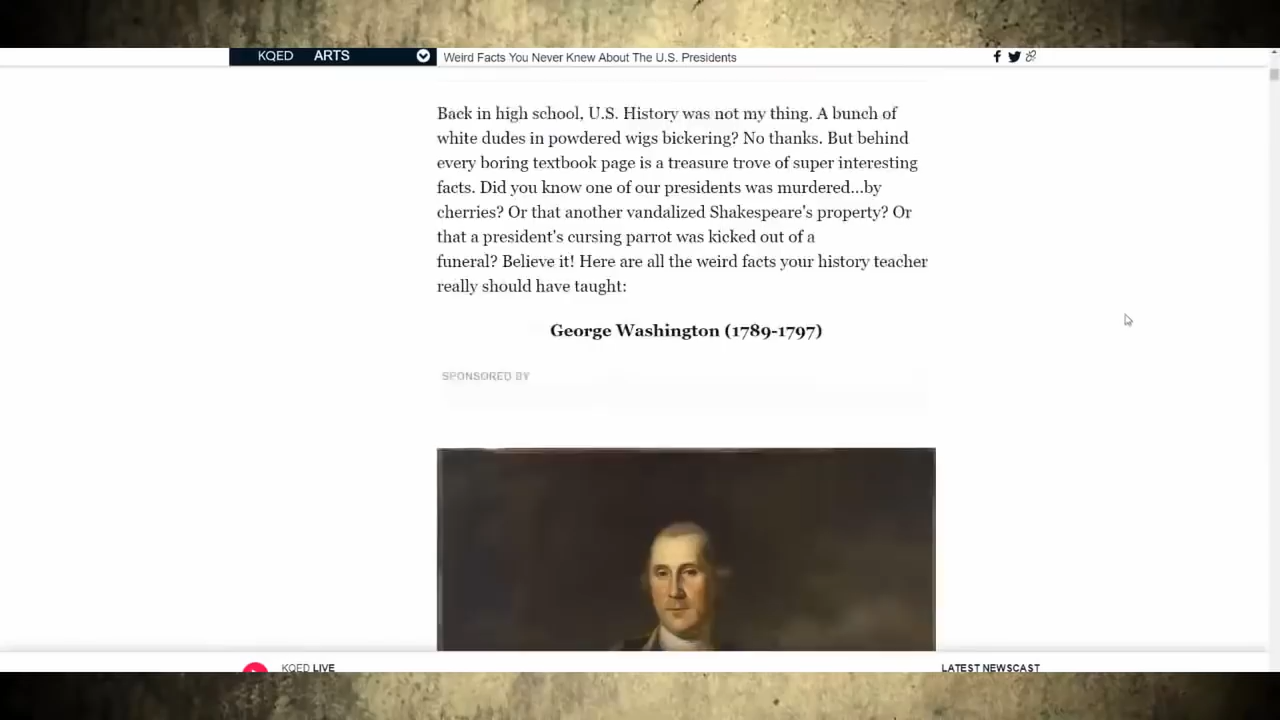 KQED ARTS Weird Facts You Never Knew About The U.S. Presidents
Back in high school, U.S. History was not my thing. A bunch of
white dudes in powdered wigs bickering? No thanks. But behind
every boring textbook page is a treasure trove of super interesting
facts. Did you know one of our presidents was murdered...by
cherries? Or that another vandalized Shakespeare's property? Or
that a president's cursing parrot was kicked out of a
funeral? Believe it! Here are all the weird facts your history teacher
really should have taught:
George Washington (1789-1797)
SPONSORED BY
KQED LIVE LATEST NEWSCAST